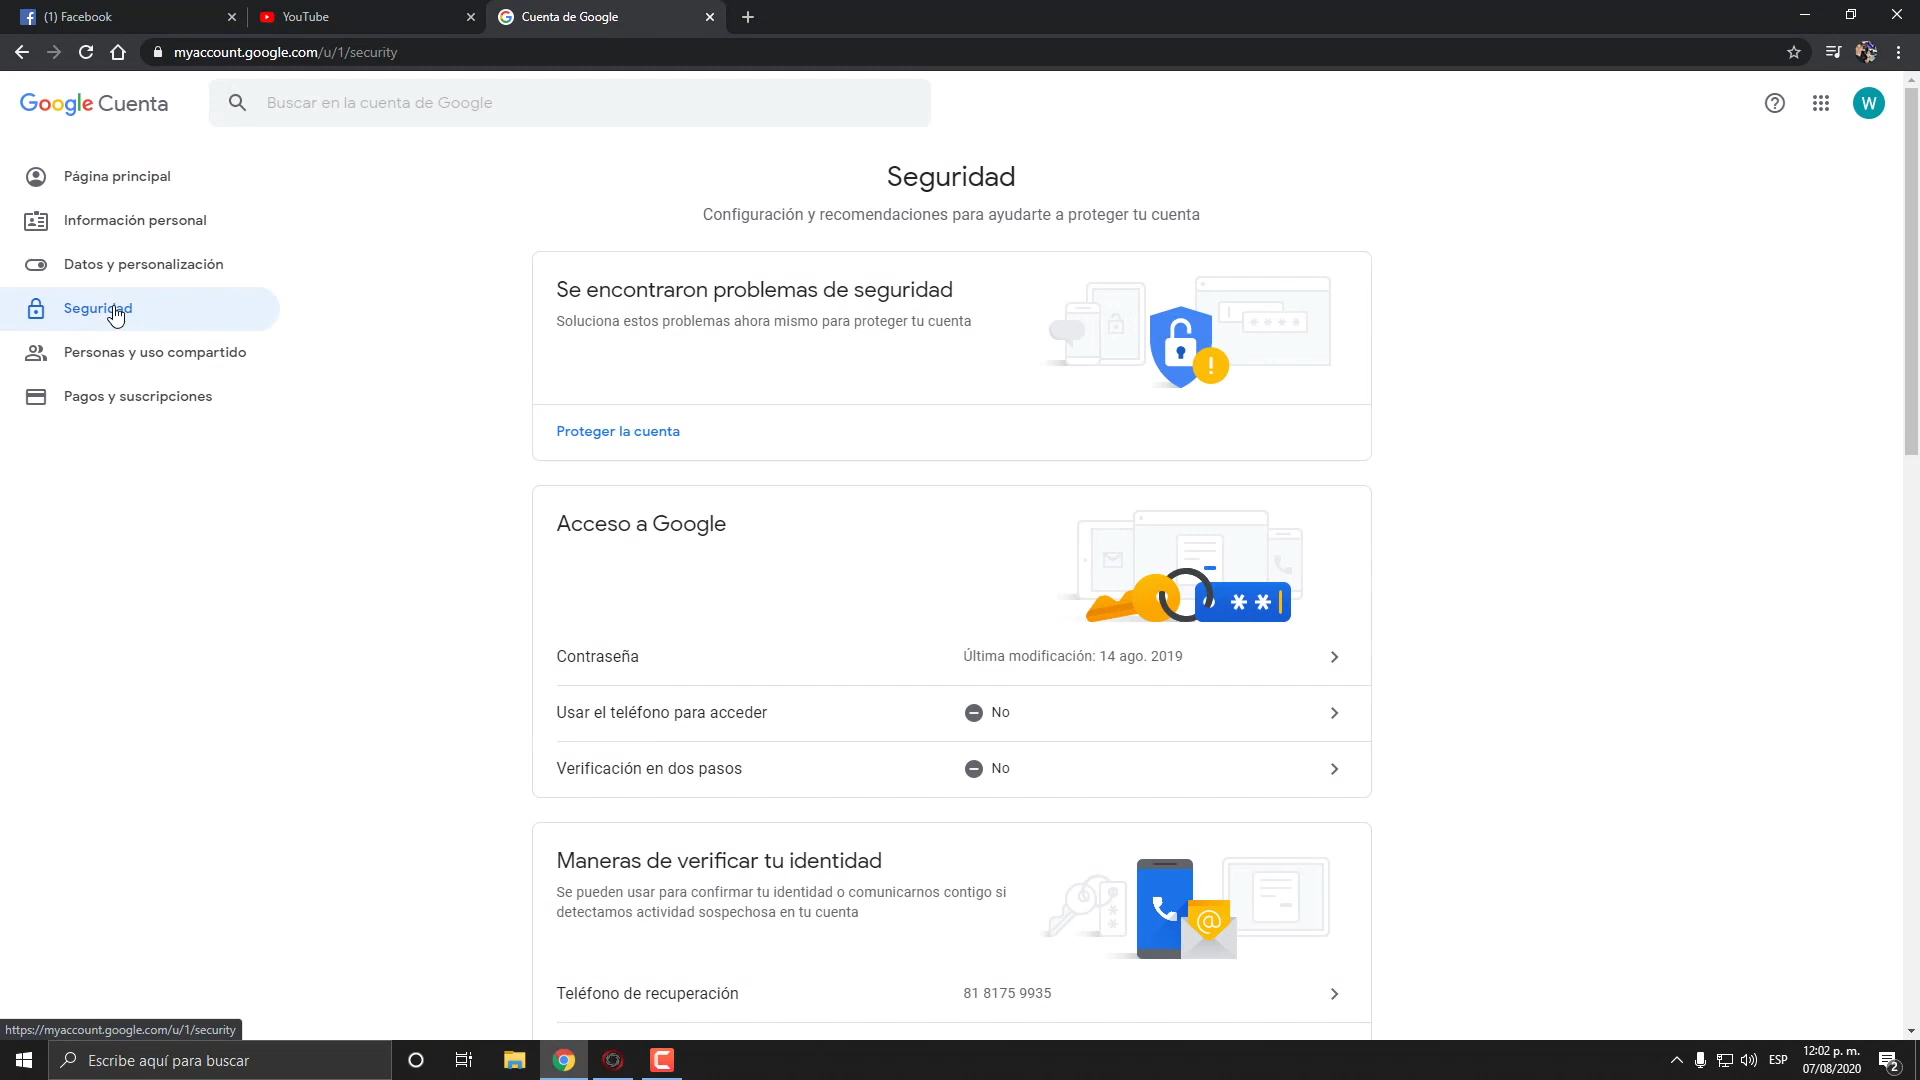 (1) Facebook
YouTube
Cuenta de Google
myaccount.google.com/u/1/security
Google Cuenta
Buscar en la cuenta de Google
W
Página principal
Información personal
Datos y personalización
Seguridad
Personas y uso compartido
Pagos y suscripciones
Seguridad
Configuración y recomendaciones para ayudarte a proteger tu cuenta
Se encontraron problemas de seguridad
Soluciona estos problemas ahora mismo para proteger tu cuenta
Proteger la cuenta
Acceso a Google
Contraseña
Última modificación: 14 ago. 2019
Usar el teléfono para acceder
No
Verificación en dos pasos
No
Maneras de verificar tu identidad
Se pueden usar para confirmar tu identidad o comunicarnos contigo si
detectamos actividad sospechosa en tu cuenta
Teléfono de recuperación
81 8175 9935
https://myaccount.google.com/u/1/security
Escribe aquí para buscar
ESP
12:02 p. m.
07/08/2020
2